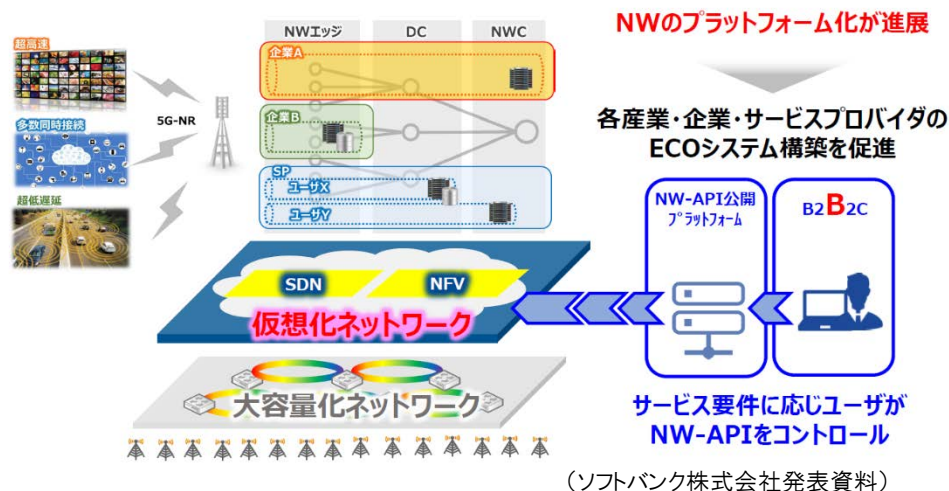 超高速
多数同時接続
超低遅延
5G-NR
NWエッジ
DC
NWC
企業A
企業B
SP
ユーザX
ユーザY
SDN
NFV
仮想化ネットワーク
大容量化ネットワーク
NWのプラットフォーム化が進展
各産業・企業・サービスプロバイダの
ECOシステム構築を促進
NW-API公開
プラットフォーム
B2B2C
サービス要件に応じユーザが
NW-APIをコントロール
（ソフトバンク株式会社発表資料）